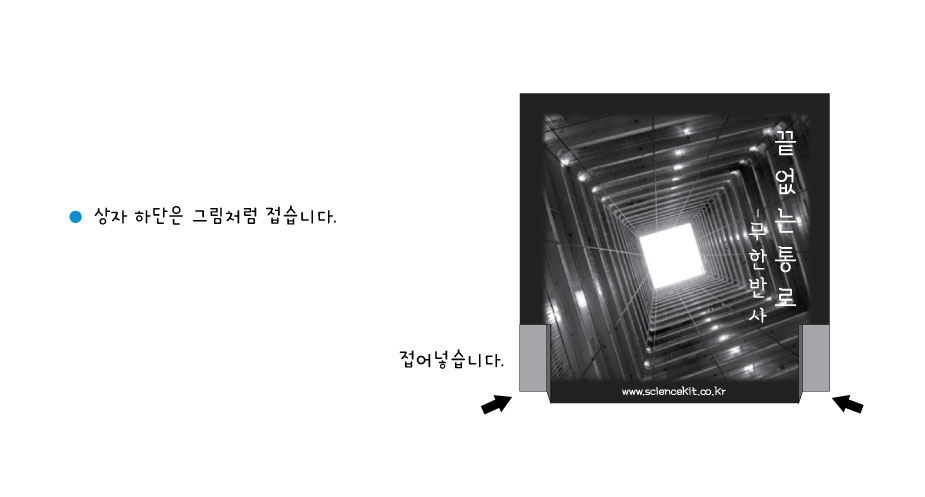 상자 하단은 그림처럼 접습니다.
끝없는통로
-무한반사
접어넣습니다.
www.sciencekit.co.kr